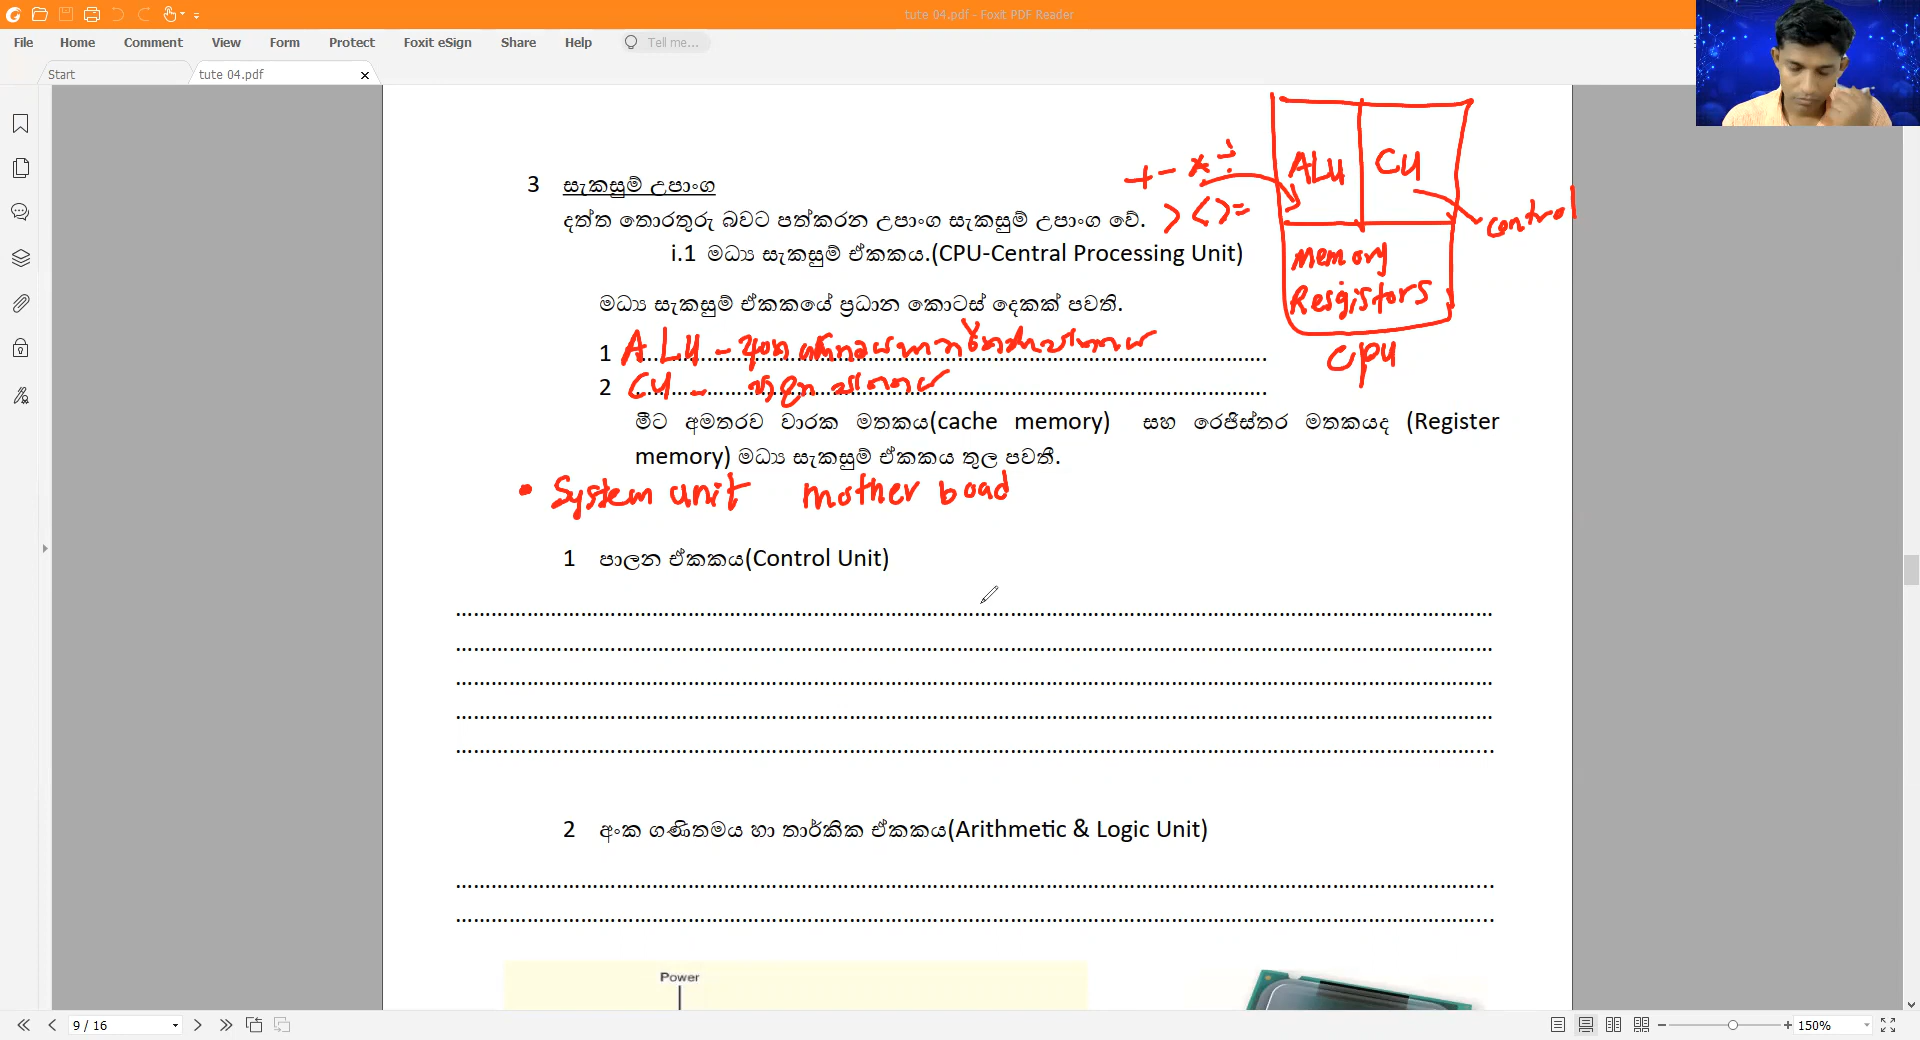 tute 04.pdf - Foxit PDF Reader
File Home Comment View Form Protect Foxit eSign Share Help Tell me...
Start tute 04.pdf
3 සැකසුම් උපාංග
දත්ත තොරතුරු බවට පත්කරන උපාංග සැකසුම් උපාංග වේ.
+ - * ÷
> < > =
ALU CU
control
i.1 මධ්‍ය සැකසුම් ඒකකය.(CPU-Central Processing Unit)
memory
Resgistors
cpu
මධ්‍ය සැකසුම් ඒකකයේ ප්‍රධාන කොටස් දෙකක් පවති.
1 ALU -
2 CU - පාලන ඒකකය
මීට අමතරව වාරක මතකය(cache memory) සහ රෙජිස්තර මතකයද (Register
memory) මධ්‍ය සැකසුම් ඒකකය තුල පවතී.
• System unit mother boad
1 පාලන ඒකකය(Control Unit)
2 අංක ගණිතමය හා තාර්කික ඒකකය(Arithmetic & Logic Unit)
Power
9 / 16
150%